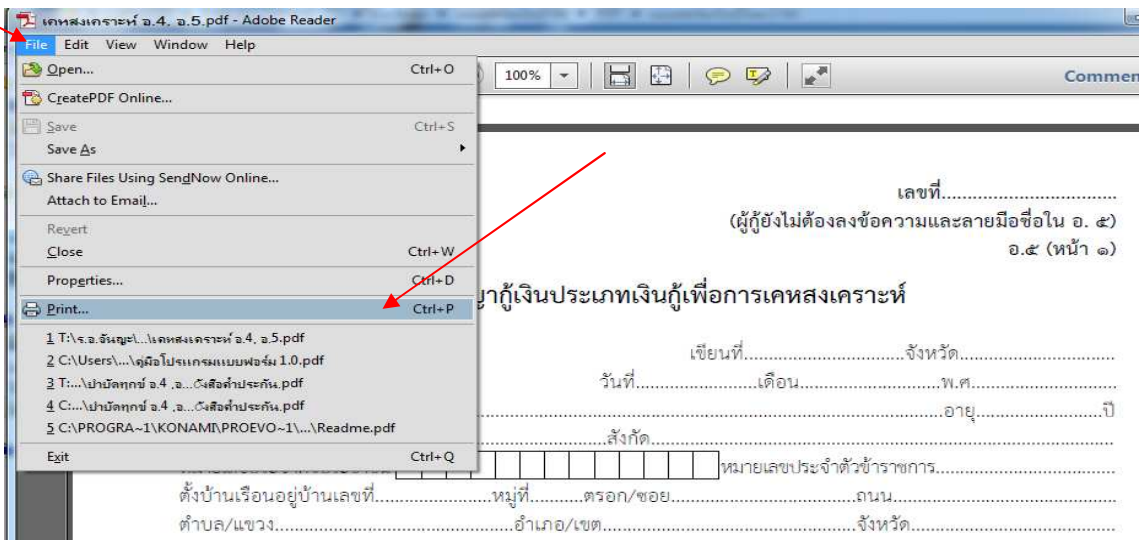 เคหสงเคราะห์ อ.4, อ.5.pdf - Adobe Reader
File Edit View Window Help
Open... Ctrl+O
100%
Commen
CreatePDF Online...
Save Ctrl+S
Save As
Share Files Using SendNow Online...
Attach to Email...
Revert
Close Ctrl+W
Properties... Ctrl+D
Print... Ctrl+P
1 T:\ร.อ.ธัญญะ\...\เคหสงเคราะห์ อ.4, อ.5.pdf
2 C:\Users\...\คู่มือโปรแกรมแบบฟอร์ม 1.0.pdf
3 T:...\บำบัดทุกข์ อ.4 ,อ...ังสือค้ำประกัน.pdf
4 C:...\บำบัดทุกข์ อ.4 ,อ...ังสือค้ำประกัน.pdf
5 C:\PROGRA~1\KONAMI\PROEVO~1\...\Readme.pdf
Exit Ctrl+Q
เลขที่................................
(ผู้กู้ยังไม่ต้องลงข้อความและลายมือชื่อใน อ. ๕)
อ.๕ (หน้า ๑)
ญากู้เงินประเภทเงินกู้เพื่อการเคหสงเคราะห์
เขียนที่..............................จังหวัด..............................
วันที่......................เดือน..........................พ.ศ...........................
อายุ.......................ปี
สังกัด................................................................................
หมายเลขประจำตัวข้าราชการ..................................
ตั้งบ้านเรือนอยู่บ้านเลขที่......................หมู่ที่..........ตรอก/ซอย..................................ถนน.........................................
ตำบล/แขวง............................................อำเภอ/เขต..............................................จังหวัด.....................................